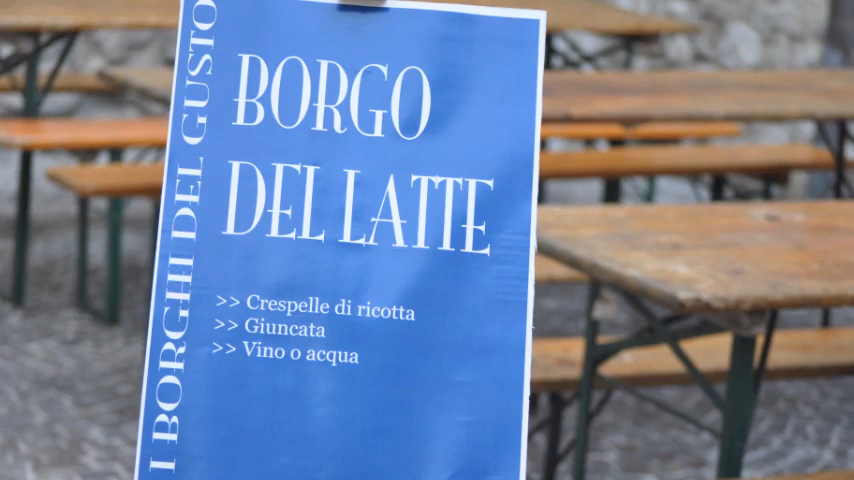 I BORGHI DEL GUSTO
BORGO
DEL LATTE
>> Crespelle di ricotta
>> Giuncata
>> Vino o acqua